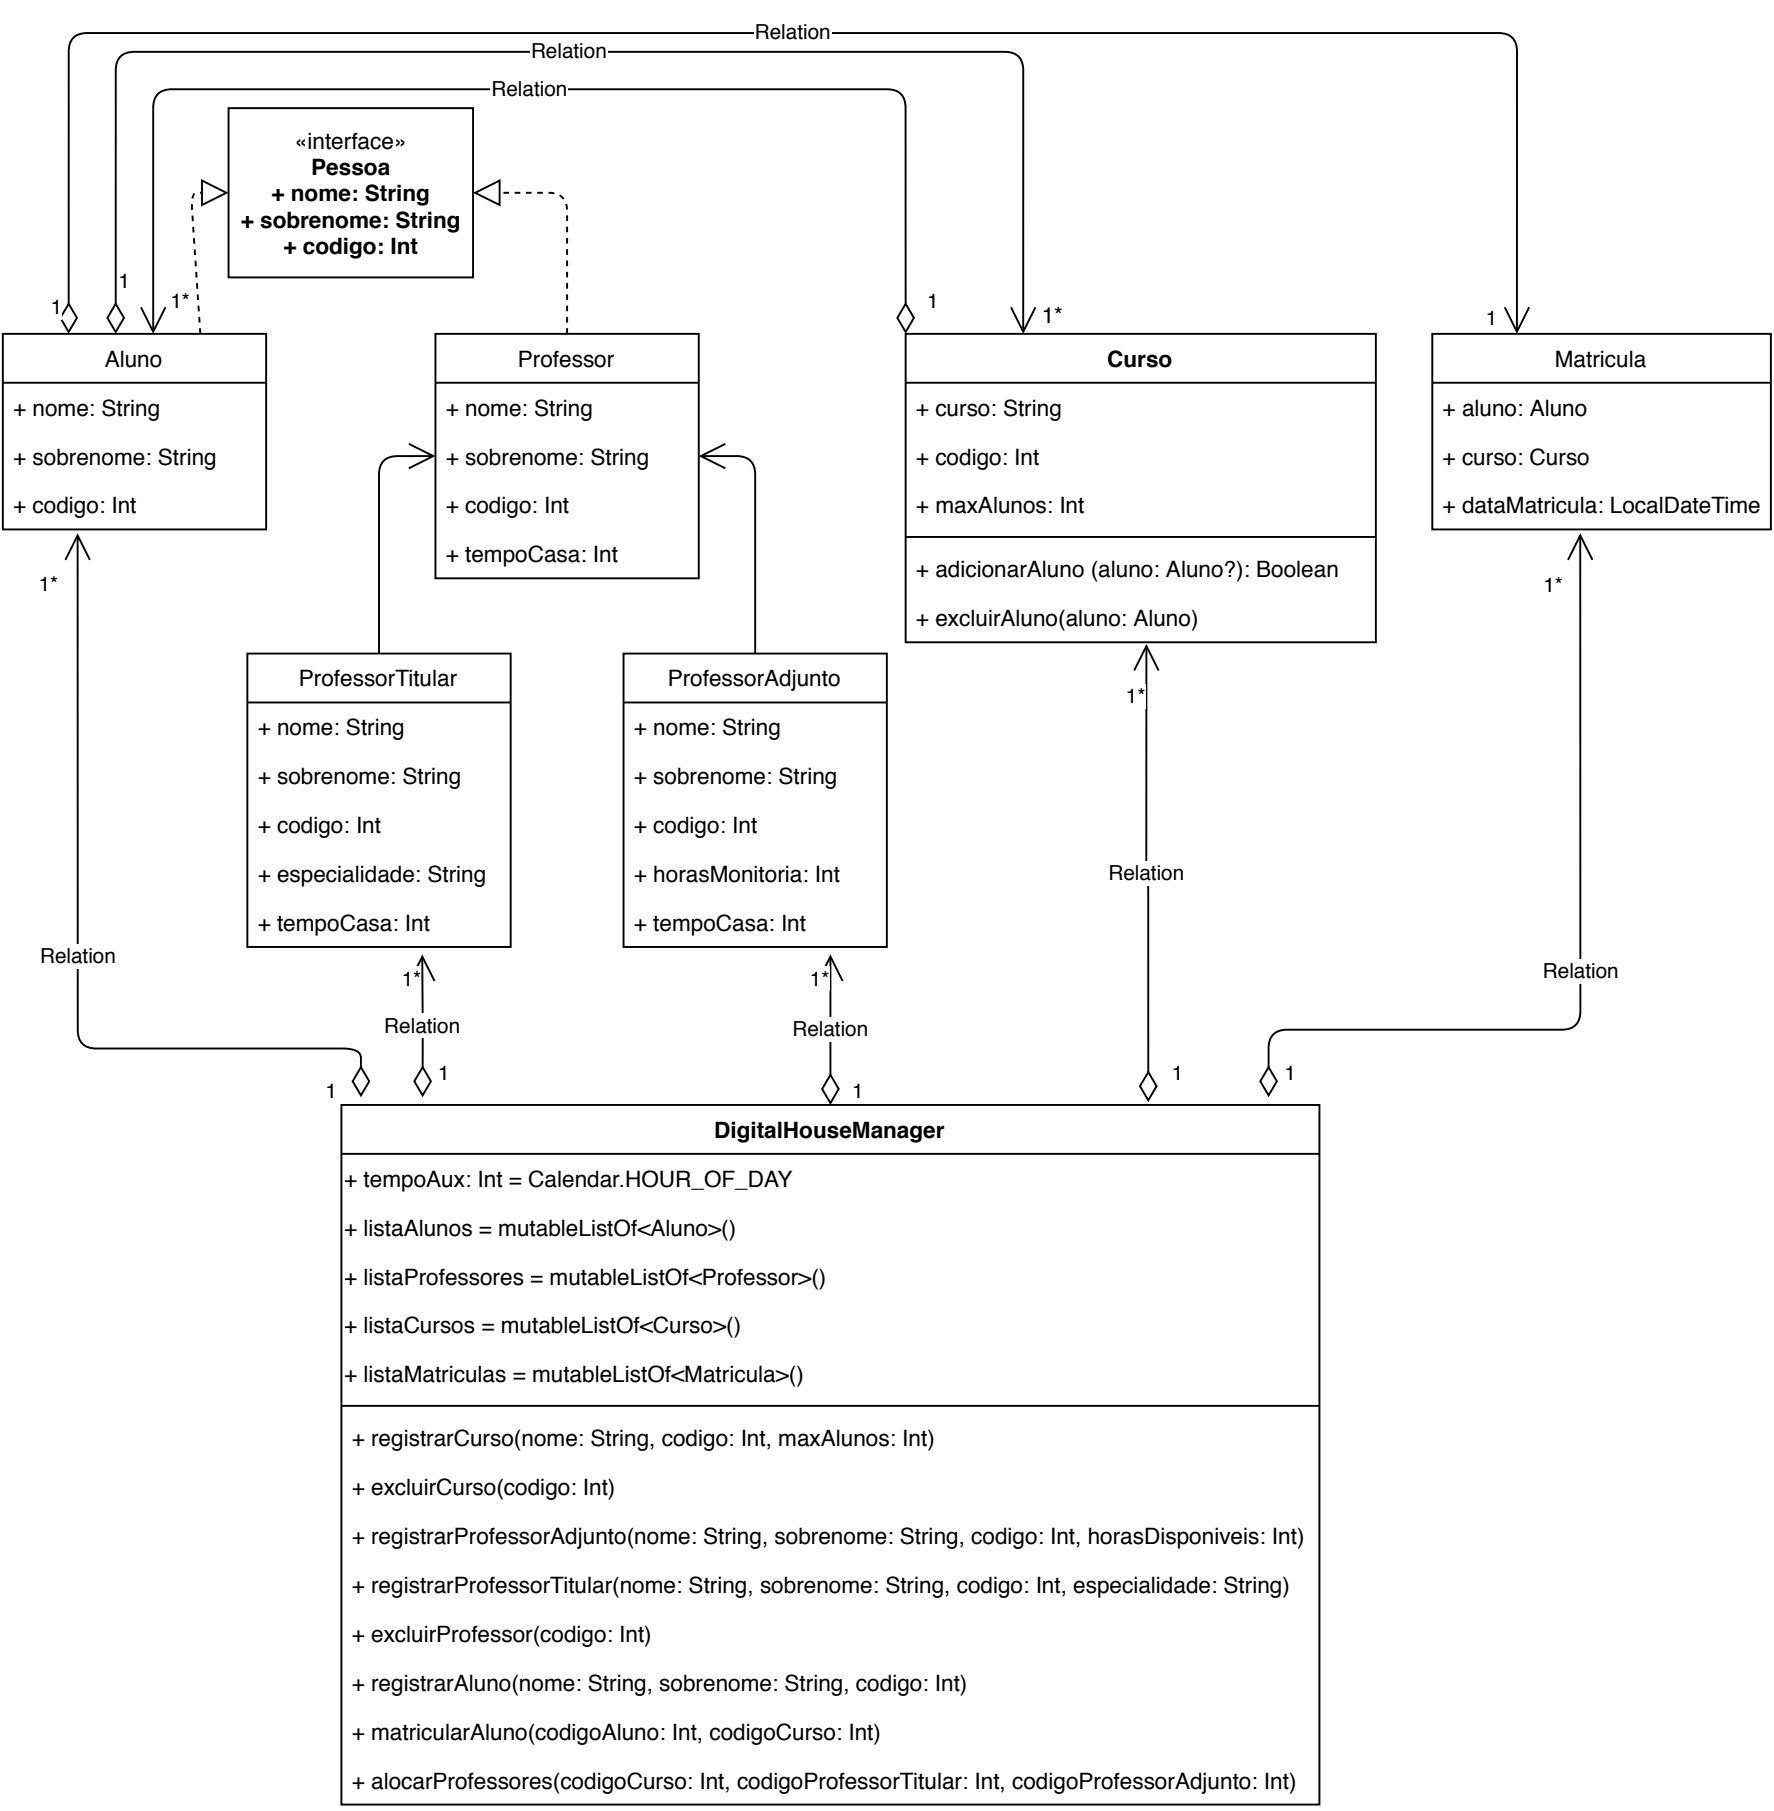 Relation
Relation
Relation
«interface»
Pessoa
+ nome: String
+ sobrenome: String
+ codigo: Int
1
1
1*
1
1*
1
Aluno
+ nome: String
+ sobrenome: String
+ codigo: Int
Professor
+ nome: String
+ sobrenome: String
+ codigo: Int
+ tempoCasa: Int
Curso
+ curso: String
+ codigo: Int
+ maxAlunos: Int
+ adicionarAluno (aluno: Aluno?): Boolean
+ excluirAluno(aluno: Aluno)
Matricula
+ aluno: Aluno
+ curso: Curso
+ dataMatricula: LocalDateTime
1*
1*
1*
ProfessorTitular
+ nome: String
+ sobrenome: String
+ codigo: Int
+ especialidade: String
+ tempoCasa: Int
ProfessorAdjunto
+ nome: String
+ sobrenome: String
+ codigo: Int
+ horasMonitoria: Int
+ tempoCasa: Int
Relation
Relation
Relation
1*
1*
Relation
Relation
1
1
1
1
1
DigitalHouseManager
+ tempoAux: Int = Calendar.HOUR_OF_DAY
+ listaAlunos = mutableListOf<Aluno>()
+ listaProfessores = mutableListOf<Professor>()
+ listaCursos = mutableListOf<Curso>()
+ listaMatriculas = mutableListOf<Matricula>()
+ registrarCurso(nome: String, codigo: Int, maxAlunos: Int)
+ excluirCurso(codigo: Int)
+ registrarProfessorAdjunto(nome: String, sobrenome: String, codigo: Int, horasDisponiveis: Int)
+ registrarProfessorTitular(nome: String, sobrenome: String, codigo: Int, especialidade: String)
+ excluirProfessor(codigo: Int)
+ registrarAluno(nome: String, sobrenome: String, codigo: Int)
+ matricularAluno(codigoAluno: Int, codigoCurso: Int)
+ alocarProfessores(codigoCurso: Int, codigoProfessorTitular: Int, codigoProfessorAdjunto: Int)